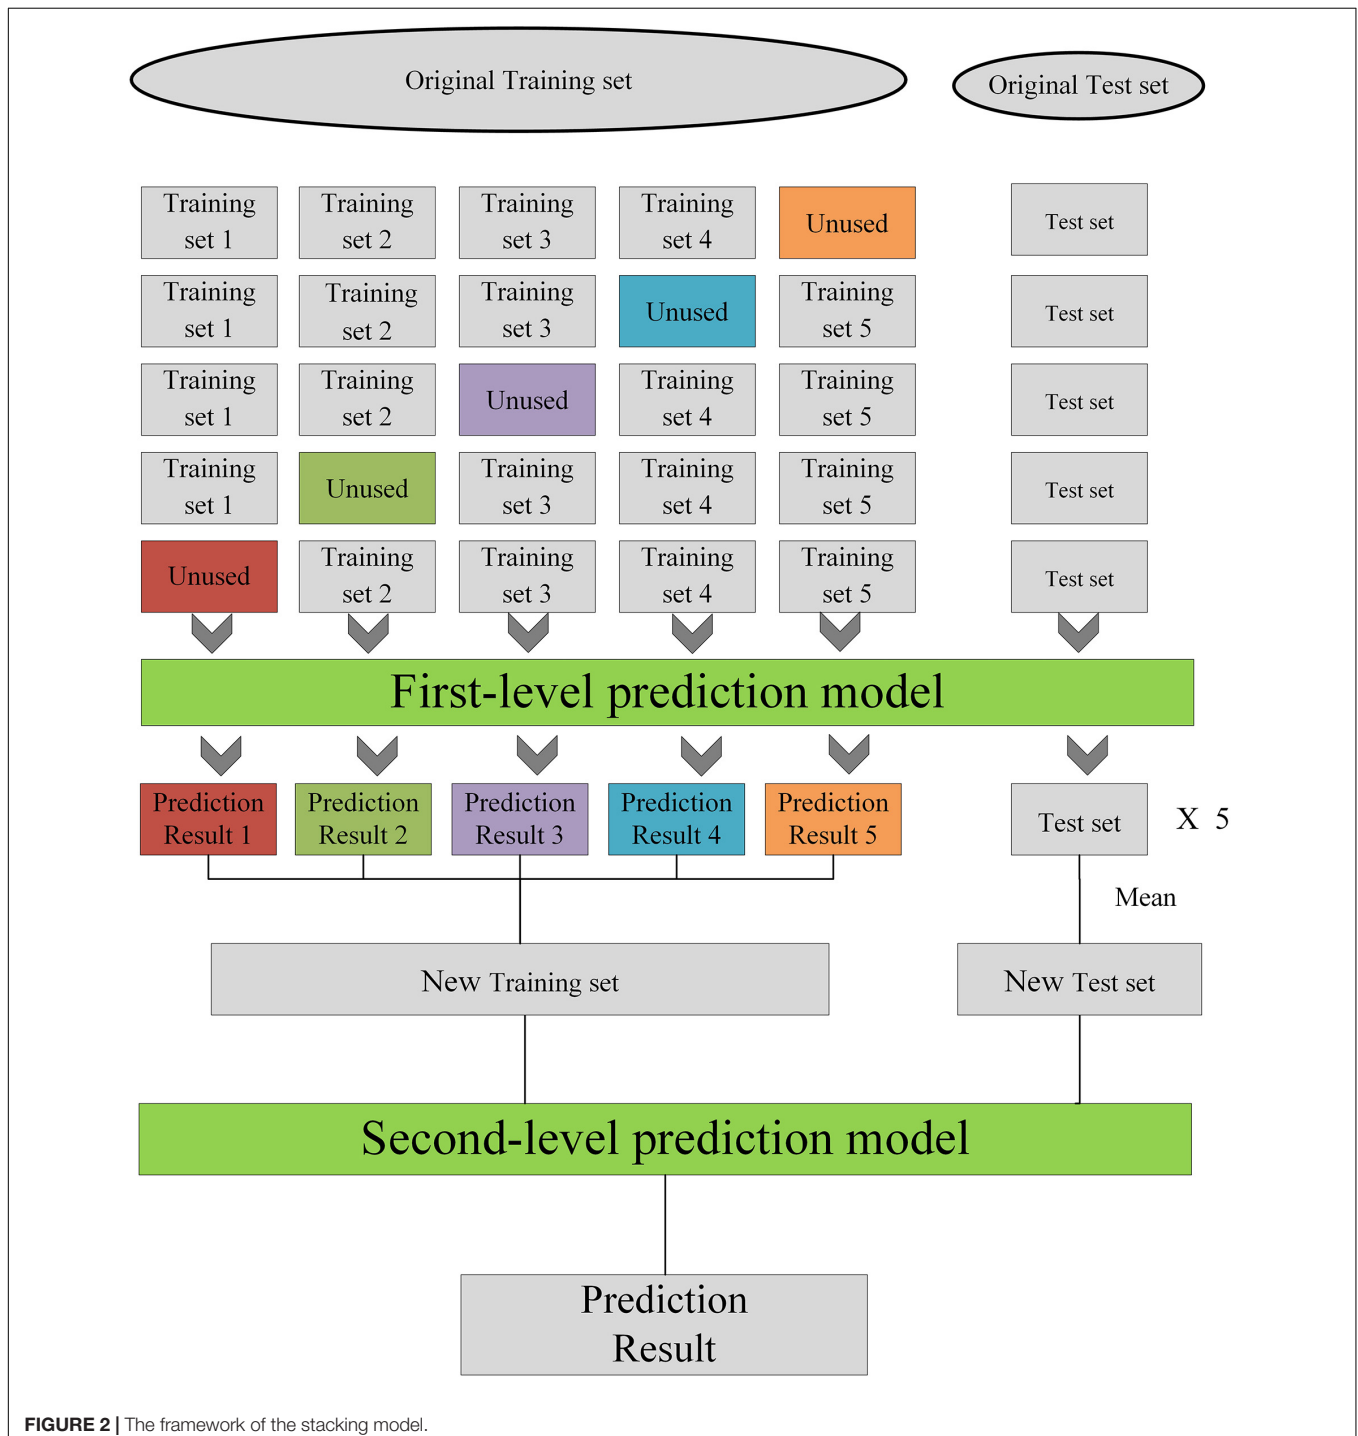 Original Training set
Original Test set
Training
set 1
Training
set 2
Training
set 3
Training
set 4
Unused
Test set
Training
set 1
Training
set 2
Training
set 3
Unused
Training
set 5
Test set
Training
set 1
Training
set 2
Unused
Training
set 4
Training
set 5
Test set
Training
set 1
Unused
Training
set 3
Training
set 4
Training
set 5
Test set
Unused
Training
set 2
Training
set 3
Training
set 4
Training
set 5
Test set
First-level prediction model
Prediction
Result 1
Prediction
Result 2
Prediction
Result 3
Prediction
Result 4
Prediction
Result 5
Test set
X 5
Mean
New Training set
New Test set
Second-level prediction model
Prediction
Result
FIGURE 2 | The framework of the stacking model.